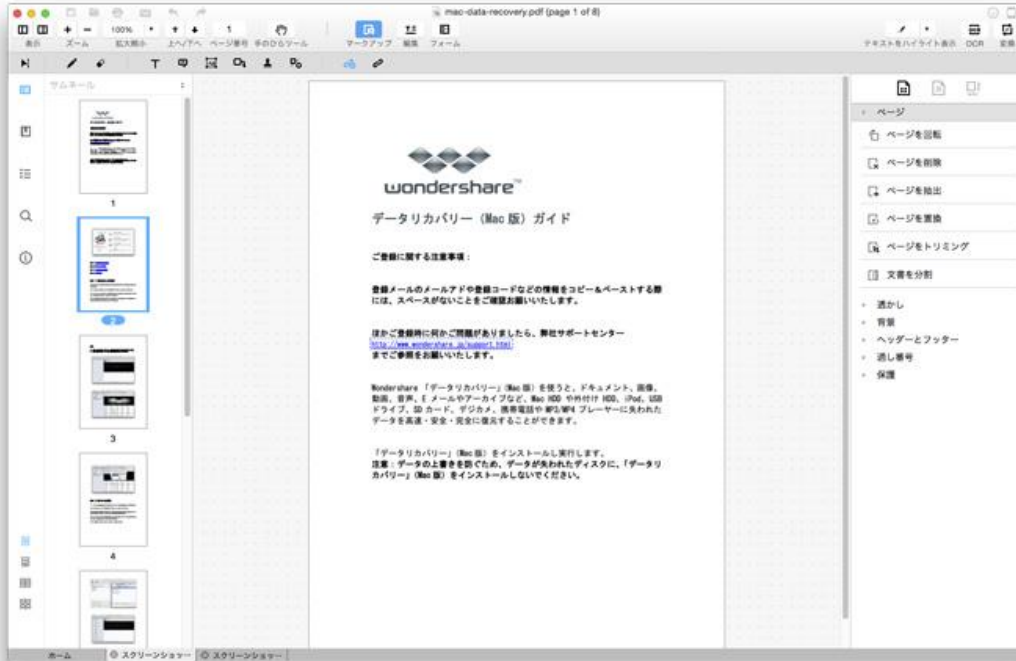 mac-data-recovery.pdf (page 1 of 8)
100%
1
表示
ズーム
拡大縮小
上へ/下へ
ページ番号
手のひらツール
マークアップ
編集
フォーム
テキストをハイライト表示
OCR
変換
サムネール
1
2
3
4
wondershare™
データリカバリー（Mac 版）ガイド
ご登録に関する注意事項：
登録メールのメールアドや登録コードなどの情報をコピー＆ペーストする際
には、スペースがないことをご確認お願いいたします。
ほかご登録時に何かご問題がありましたら、弊社サポートセンター
http://www.wondershare.jp/support.html
までご参照をお願いいたします。
Wondershare 「データリカバリー」（Mac 版）を使うと、ドキュメント、画像、
動画、音声、E メールやアーカイブなど、Mac HDD や外付け HDD、iPod、USB
ドライブ、SD カード、デジカメ、携帯電話や MP3/MP4 プレーヤーに失われた
データを高速・安全・完全に復元することができます。
「データリカバリー」（Mac 版）をインストールし実行します。
注意：データの上書きを防ぐため、データが失われたディスクに、「データリ
カバリー」（Mac 版）をインストールしないでください。
ページ
ページを回転
ページを削除
ページを抽出
ページを置換
ページをトリミング
文書を分割
透かし
背景
ヘッダーとフッター
通し番号
保護
ホーム
スクリーンショッ…
スクリーンショッ…